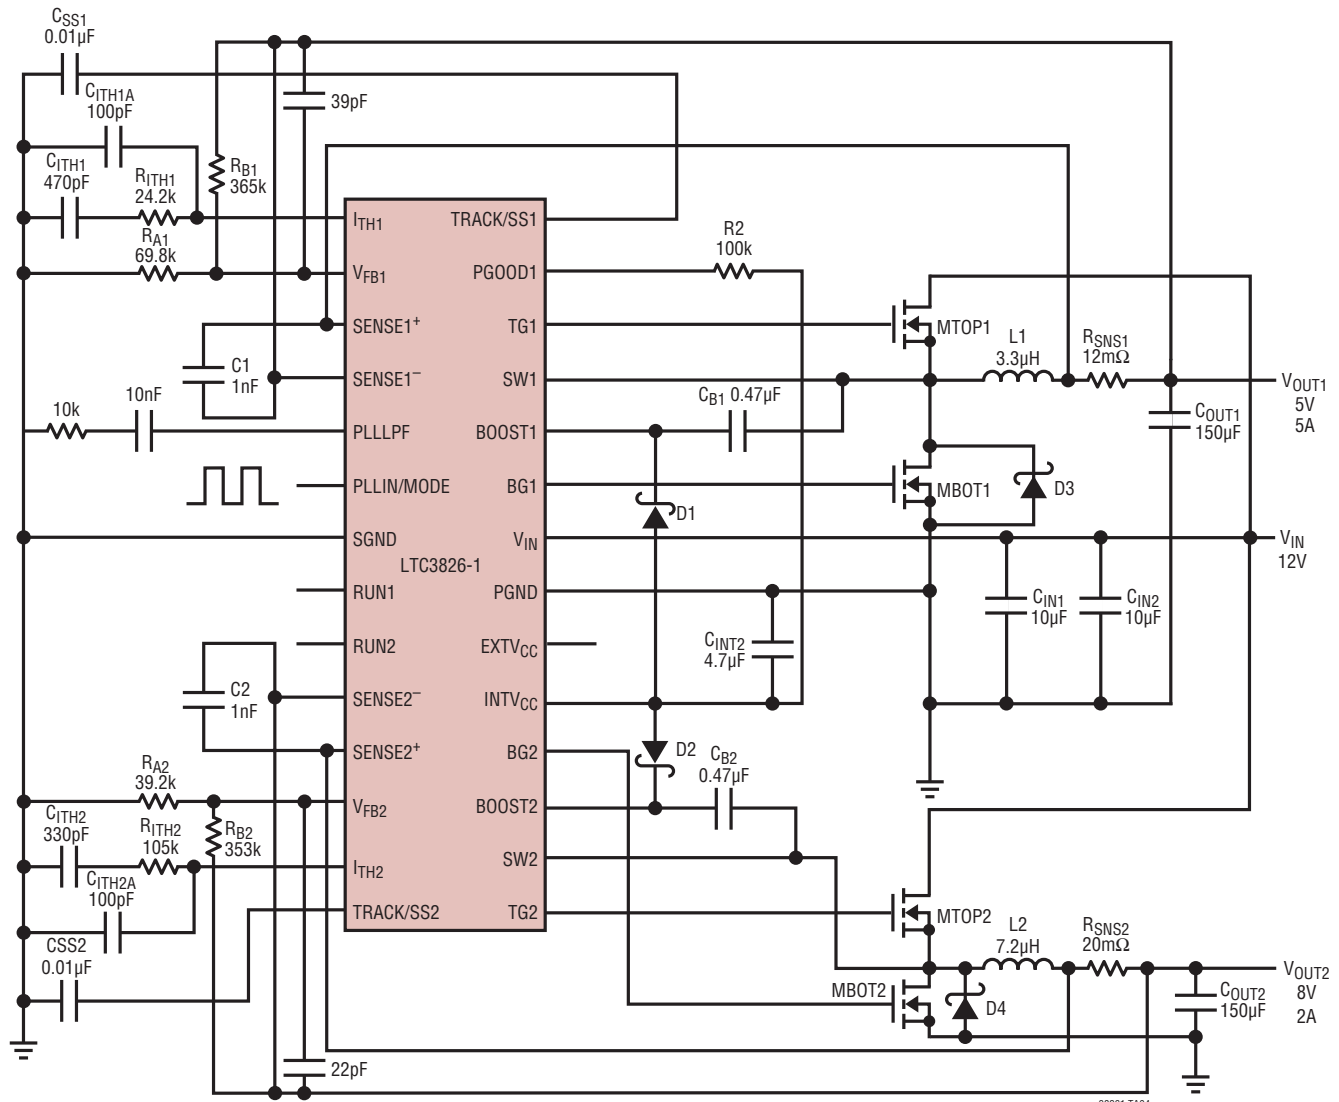 CSS1
0.01µF
CITH1A
100pF
39pF
CITH1
470pF
RITH1
24.2k
RB1
365k
RA1
69.8k
ITH1
TRACK/SS1
R2
100k
VFB1
PGOOD1
SENSE1+
TG1
MTOP1
C1
1nF
L1
3.3µH
RSNS1
12mΩ
SENSE1–
SW1
VOUT1
5V
5A
10k
10nF
CB1 0.47µF
COUT1
150µF
PLLLPF
BOOST1
PLLIN/MODE
BG1
MBOT1
D3
D1
SGND
VIN
VIN
12V
LTC3826-1
RUN1
PGND
CIN1
10µF
CIN2
10µF
RUN2
EXTVCC
CINT2
4.7µF
C2
1nF
SENSE2–
INTVCC
SENSE2+
BG2
D2
CB2
0.47µF
RA2
39.2k
VFB2
BOOST2
CITH2
330pF
RITH2
105k
RB2
353k
ITH2
SW2
CITH2A
100pF
TRACK/SS2
TG2
MTOP2
CSS2
0.01µF
L2
7.2µH
RSNS2
20mΩ
VOUT2
8V
2A
MBOT2
D4
COUT2
150µF
22pF